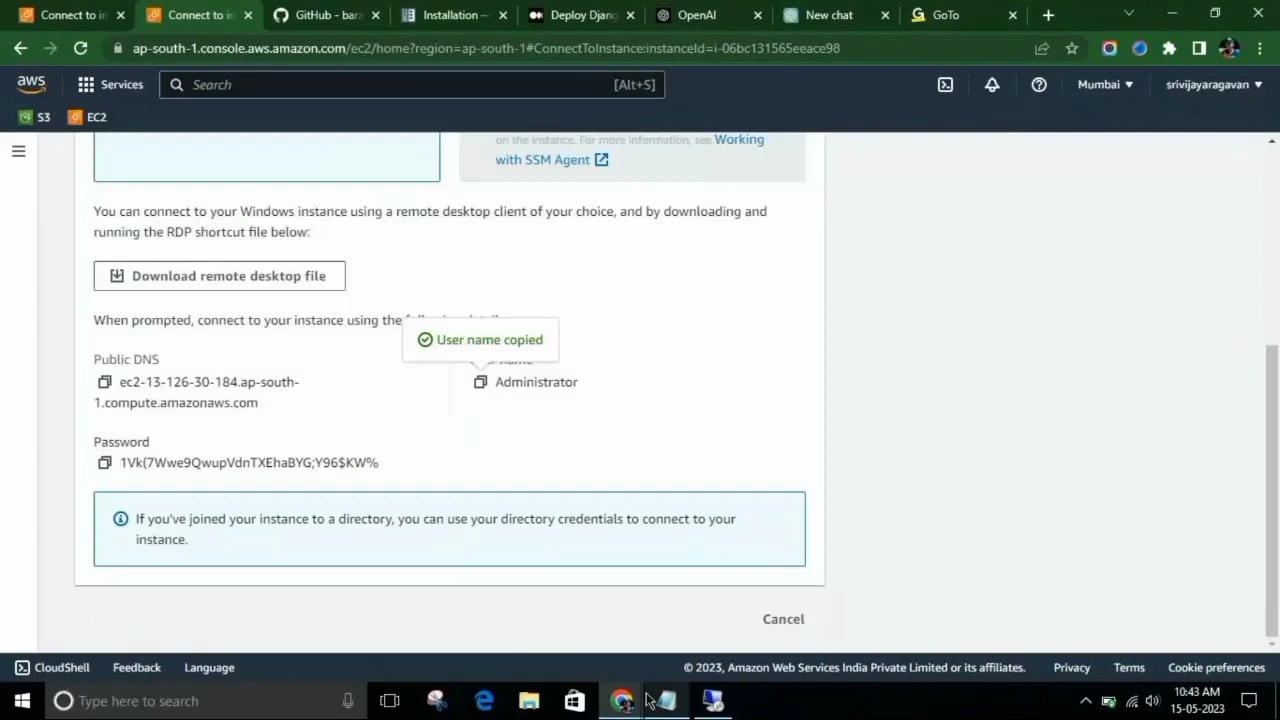 Connect to in
Connect to in
GitHub - bara
Installation —
Deploy Djang
OpenAI
New chat
GoTo
ap-south-1.console.aws.amazon.com/ec2/home?region=ap-south-1#ConnectToInstance:instanceId=i-06bc131565eeace98
aws
Services
Search
[Alt+S]
Mumbai
srivijayaragavan
S3
EC2
on the instance. For more information, see Working
with SSM Agent
You can connect to your Windows instance using a remote desktop client of your choice, and by downloading and
running the RDP shortcut file below:
Download remote desktop file
When prompted, connect to your instance using the
User name copied
Public DNS
ec2-13-126-30-184.ap-south-
1.compute.amazonaws.com
Administrator
Password
1Vk(7Wwe9QwupVdnTXEhaBYG;Y96$KW%
If you've joined your instance to a directory, you can use your directory credentials to connect to your
instance.
Cancel
CloudShell
Feedback
Language
© 2023, Amazon Web Services India Private Limited or its affiliates.
Privacy
Terms
Cookie preferences
Type here to search
10:43 AM
15-05-2023